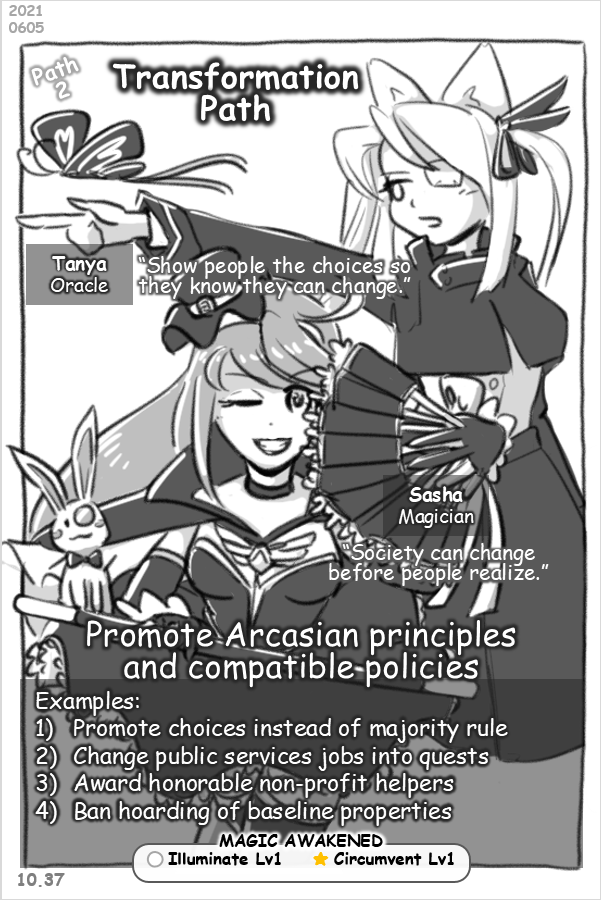 2021
0605
Path
2
Transformation
Path
Tanya
Oracle
“Show people the choices so
they know they can change.”
Sasha
Magician
“Society can change
before people realize.”
Promote Arcasian principles
and compatible policies
Examples:
1) Promote choices instead of majority rule
2) Change public services jobs into quests
3) Award honorable non-profit helpers
4) Ban hoarding of baseline properties
MAGIC AWAKENED
Illuminate Lv1 Circumvent Lv1
10.37